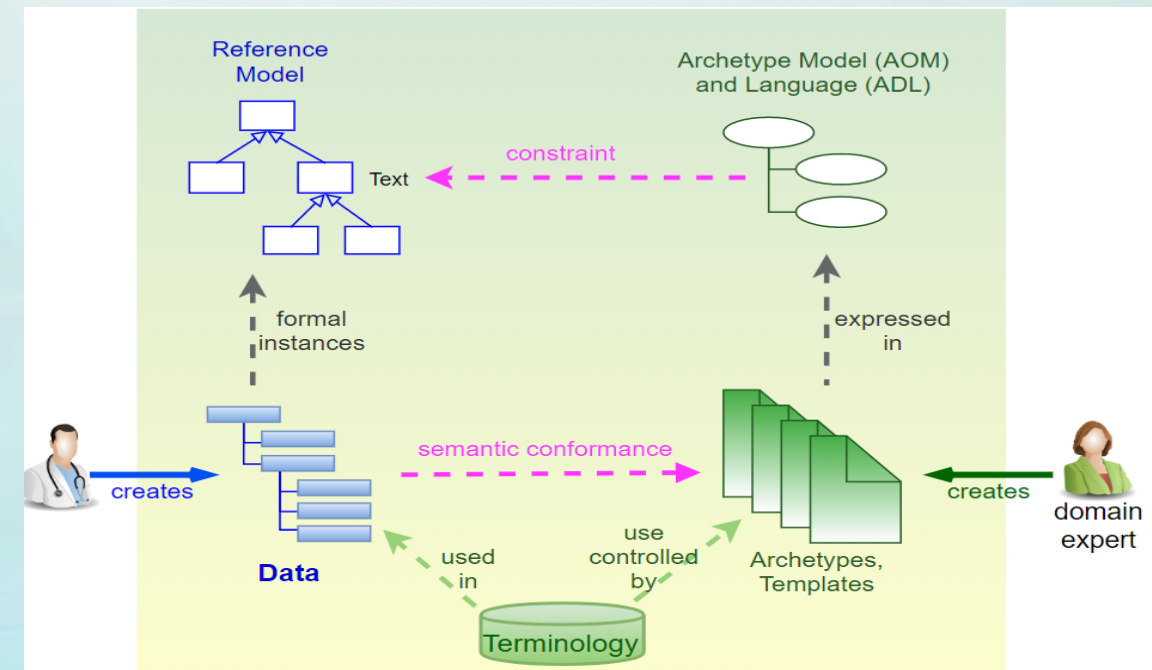 Reference
Model
Archetype Model (AOM)
and Language (ADL)
constraint
Text
formal
instances
expressed
in
semantic conformance
creates
creates
domain
expert
Data
used
in
use
controlled
by
Archetypes,
Templates
Terminology